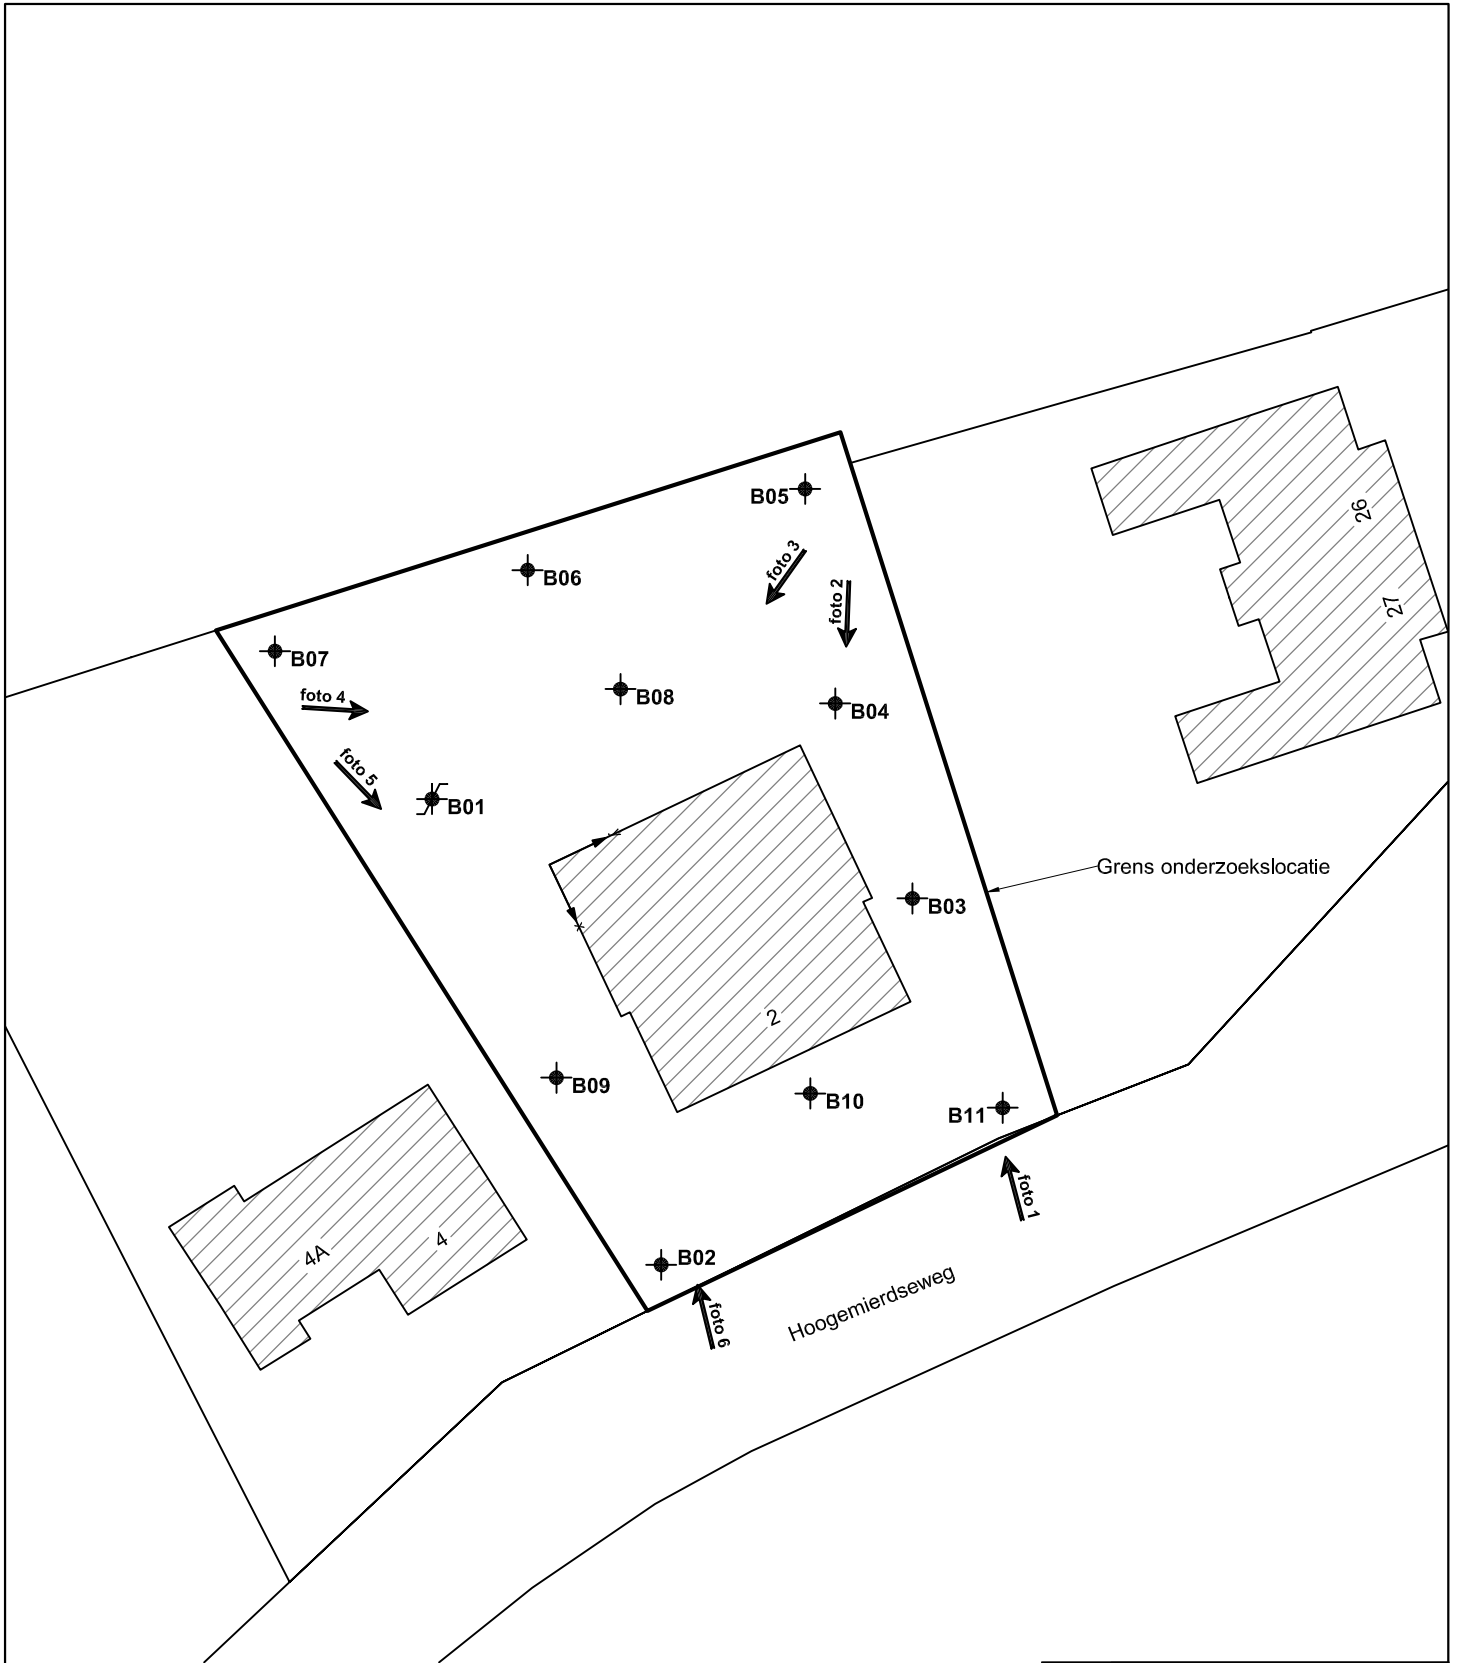 B05
26
foto 3
B06
foto 2
27
B07
foto 4
B08
B04
foto 5
B01
Grens onderzoekslocatie
B03
2
B09
B10
B11
foto 1
4
4A
B02
Hoogemierdseweg
foto 6